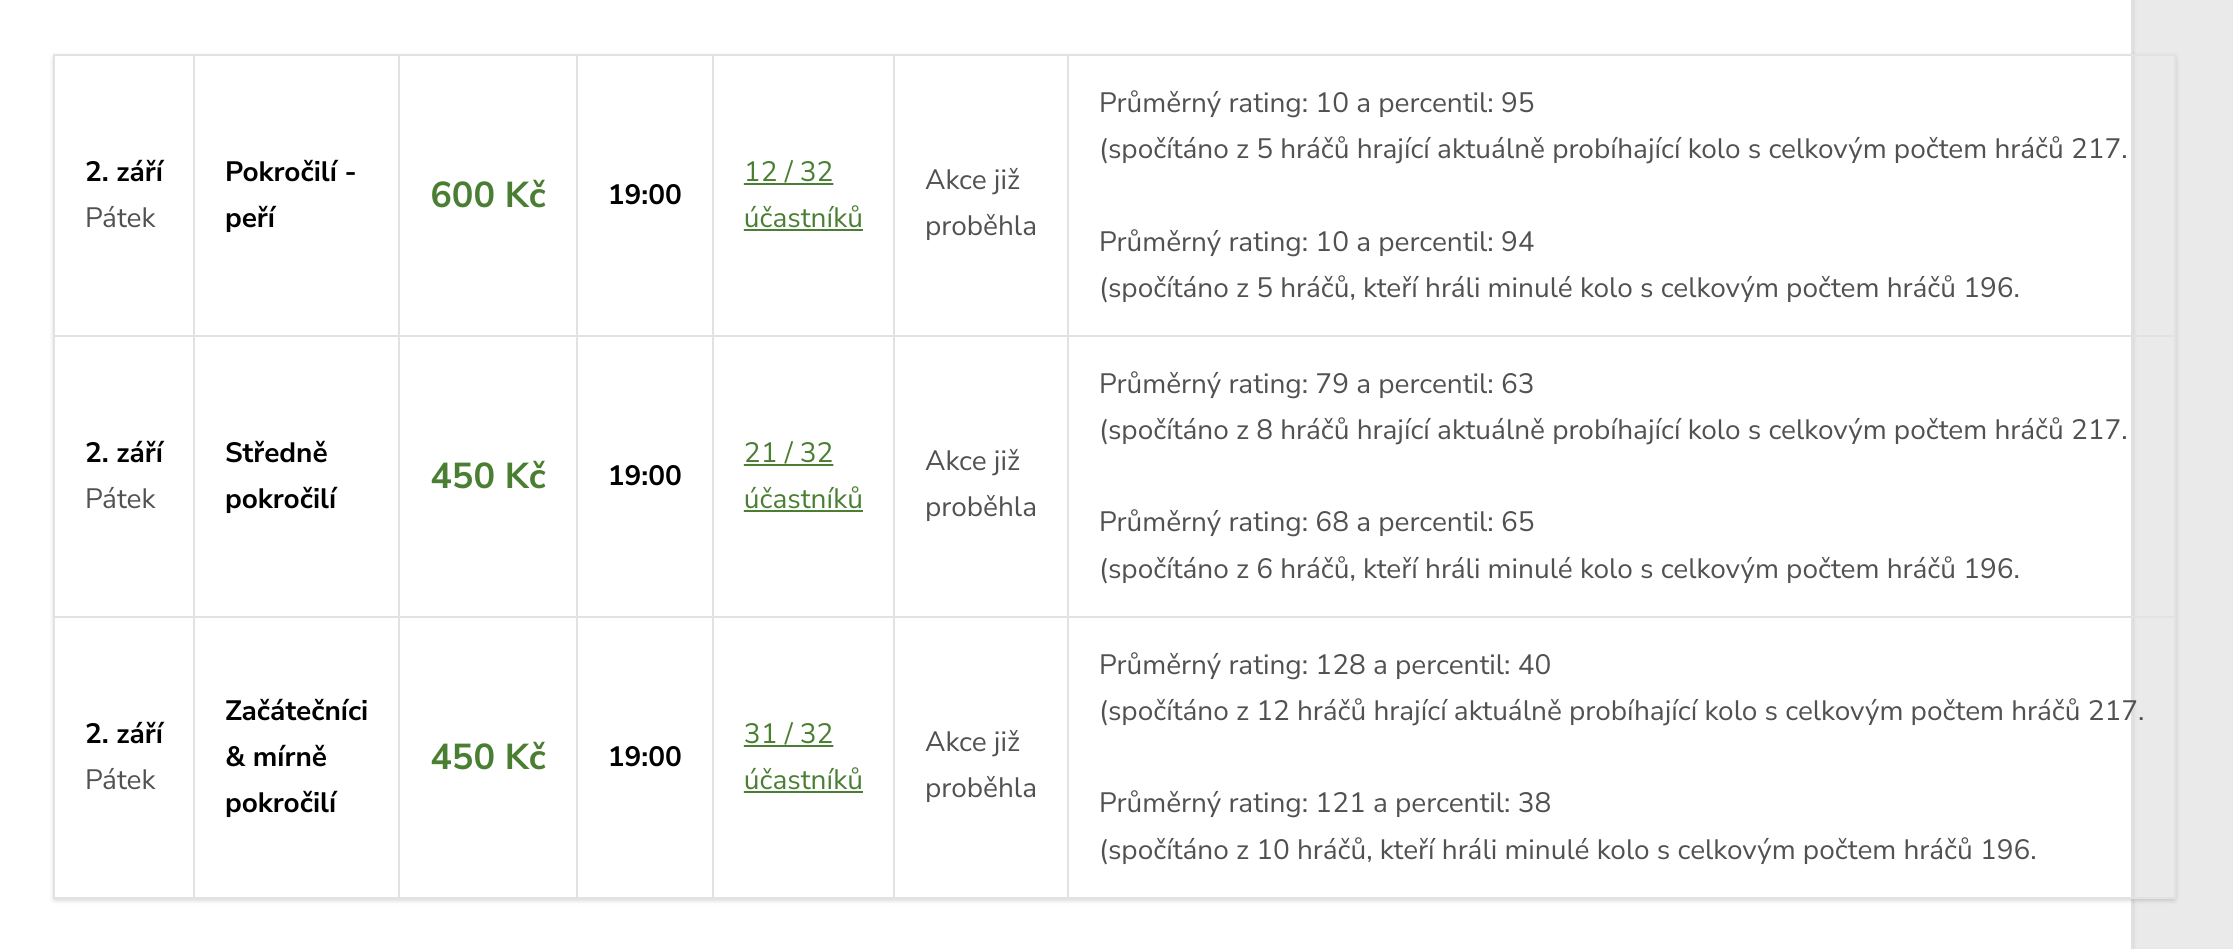 2. září
Pátek
Pokročilí -
peří
600 Kč
19:00
12 / 32
účastníků
Akce již
proběhla
Průměrný rating: 10 a percentil: 95
(spočítáno z 5 hráčů hrající aktuálně probíhající kolo s celkovým počtem hráčů 217.
Průměrný rating: 10 a percentil: 94
(spočítáno z 5 hráčů, kteří hráli minulé kolo s celkovým počtem hráčů 196.
2. září
Pátek
Středně
pokročilí
450 Kč
19:00
21 / 32
účastníků
Akce již
proběhla
Průměrný rating: 79 a percentil: 63
(spočítáno z 8 hráčů hrající aktuálně probíhající kolo s celkovým počtem hráčů 217.
Průměrný rating: 68 a percentil: 65
(spočítáno z 6 hráčů, kteří hráli minulé kolo s celkovým počtem hráčů 196.
2. září
Pátek
Začátečníci
& mírně
pokročilí
450 Kč
19:00
31 / 32
účastníků
Akce již
proběhla
Průměrný rating: 128 a percentil: 40
(spočítáno z 12 hráčů hrající aktuálně probíhající kolo s celkovým počtem hráčů 217.
Průměrný rating: 121 a percentil: 38
(spočítáno z 10 hráčů, kteří hráli minulé kolo s celkovým počtem hráčů 196.